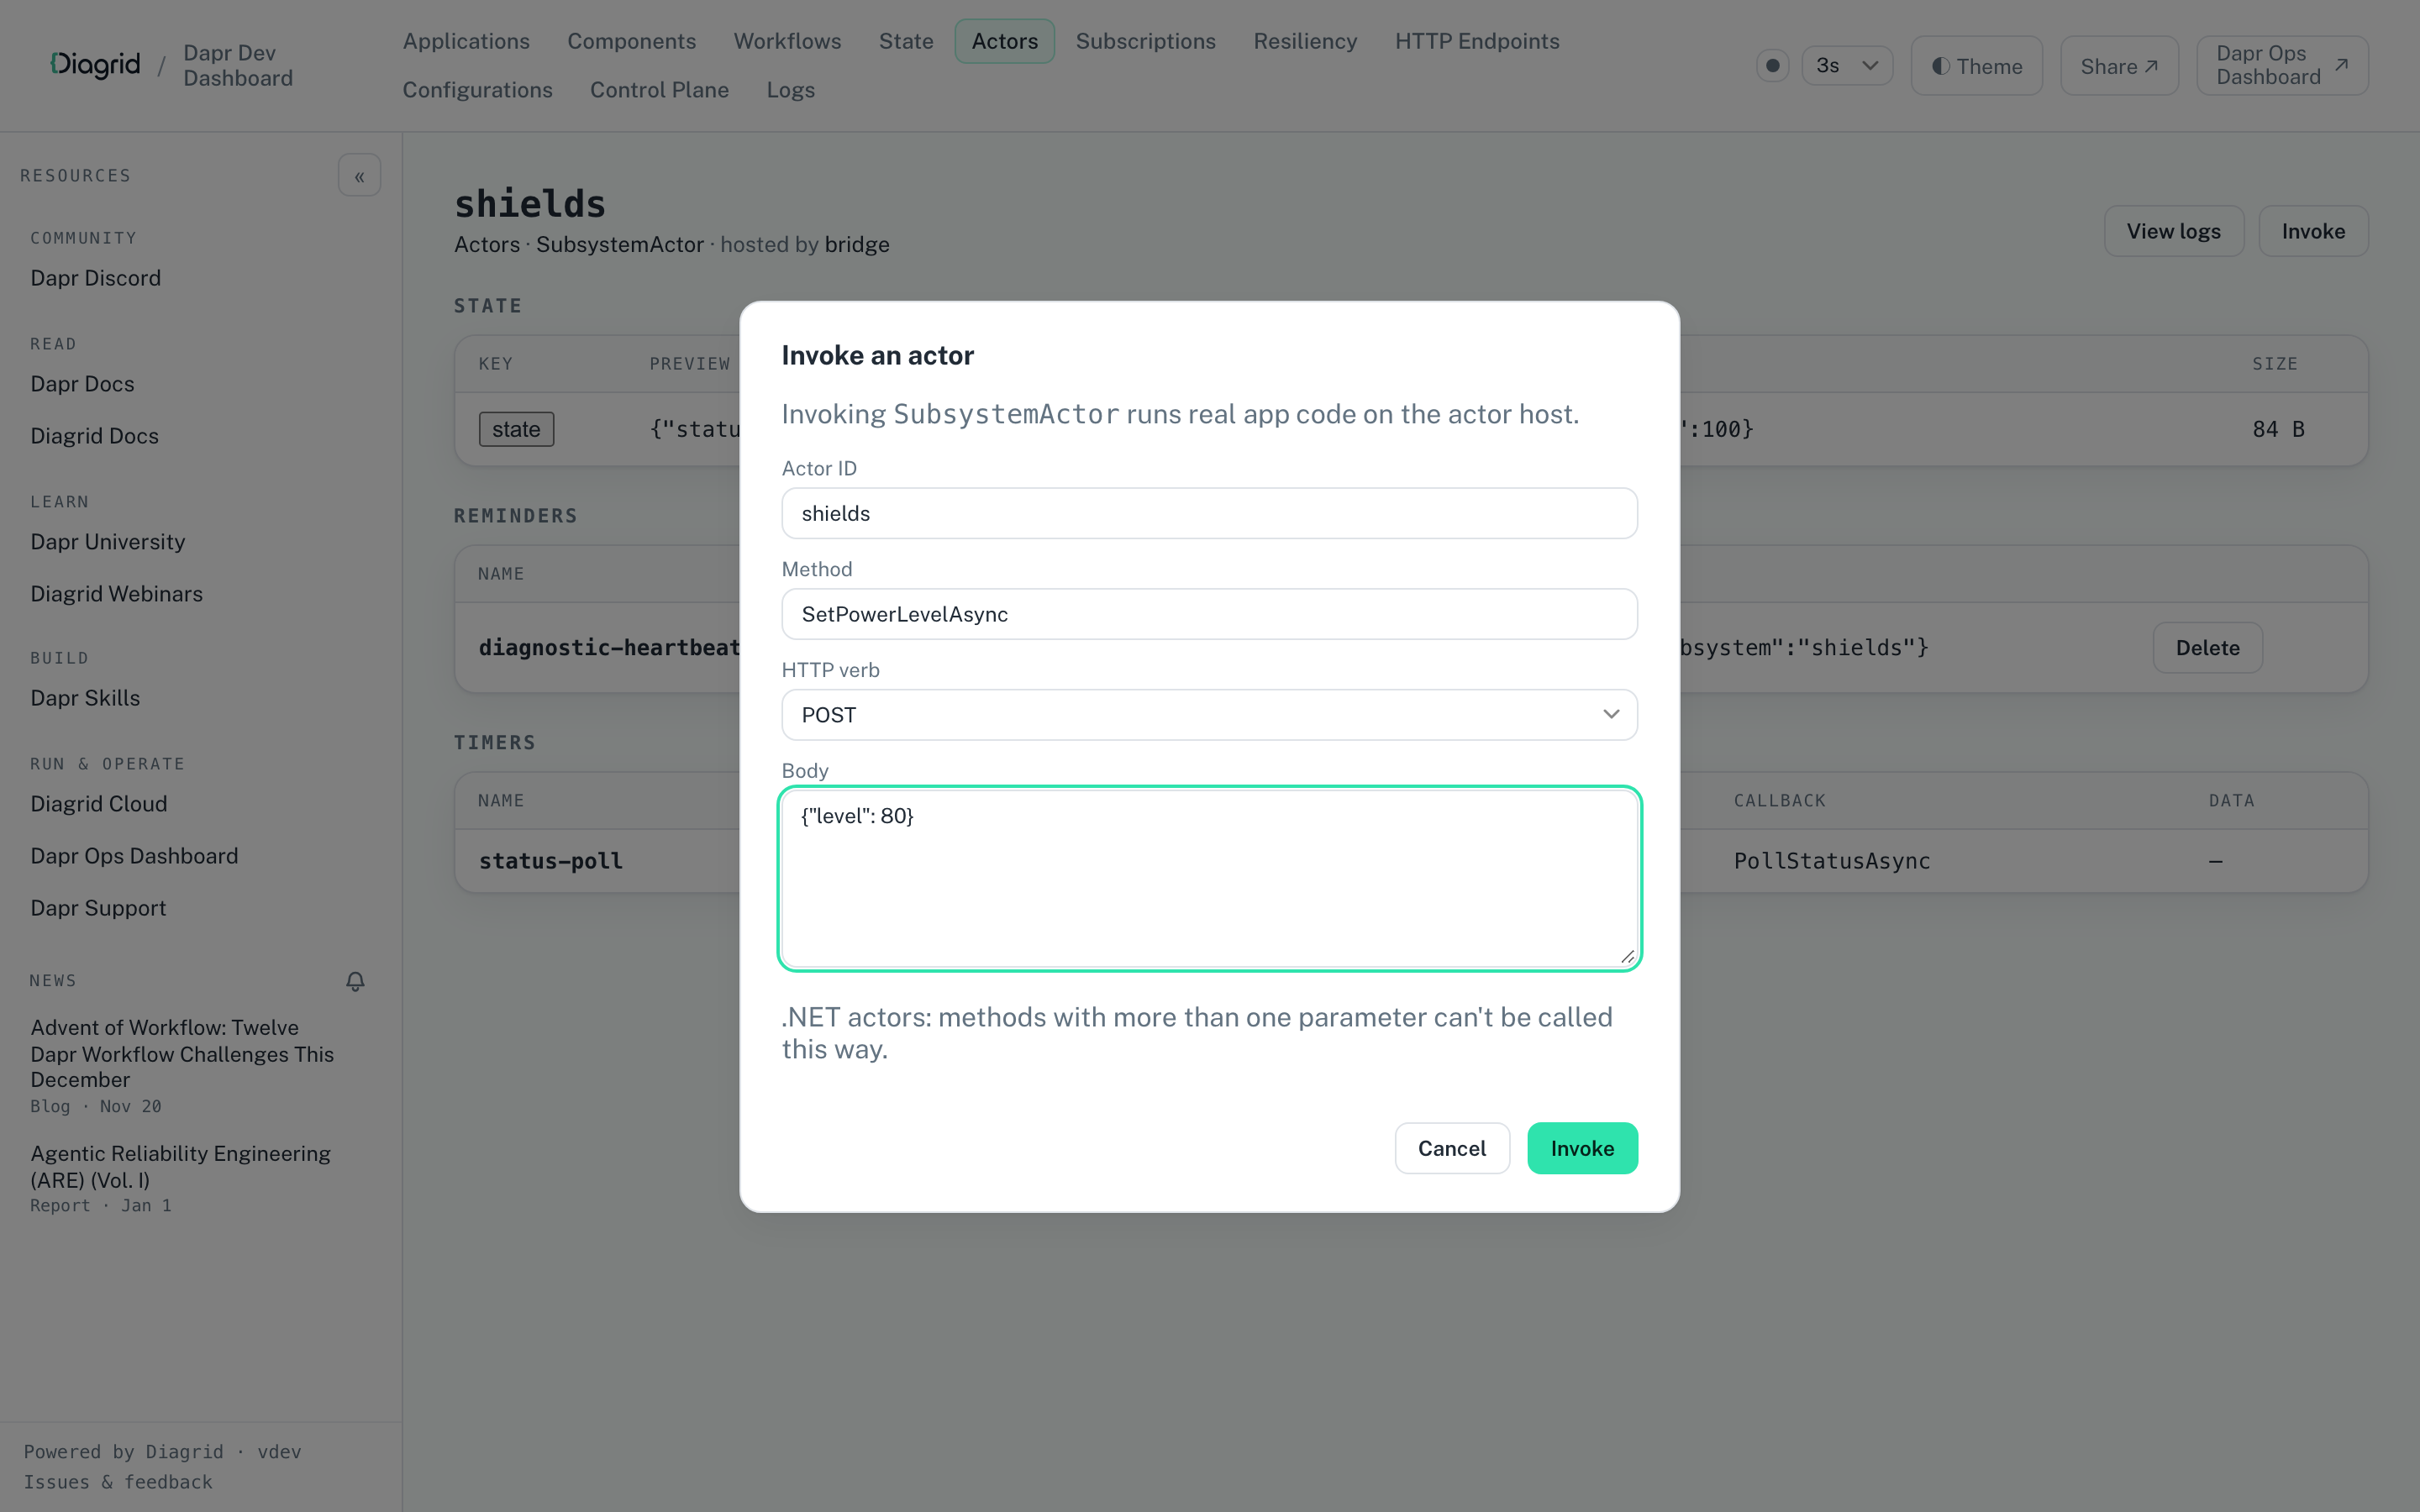 Diagrid / Dapr Dev Dashboard
Applications Components Workflows State Actors Subscriptions Resiliency HTTP Endpoints
Configurations Control Plane Logs
3s
Theme
Share ↗
Dapr Ops Dashboard ↗
RESOURCES «
COMMUNITY
Dapr Discord
READ
Dapr Docs
Diagrid Docs
LEARN
Dapr University
Diagrid Webinars
BUILD
Dapr Skills
RUN & OPERATE
Diagrid Cloud
Dapr Ops Dashboard
Dapr Support
NEWS
Advent of Workflow: Twelve
Dapr Workflow Challenges This
December
Blog · Nov 20
Agentic Reliability Engineering
(ARE) (Vol. I)
Report · Jan 1
Powered by Diagrid · vdev
Issues & feedback
shields
Actors · SubsystemActor · hosted by bridge
View logs Invoke
STATE
KEY PREVIEW SIZE
state {"statu ":100} 84 B
REMINDERS
NAME
diagnostic-heartbeat bsystem":"shields"} Delete
TIMERS
NAME CALLBACK DATA
status-poll PollStatusAsync —
Invoke an actor
Invoking SubsystemActor runs real app code on the actor host.
Actor ID
shields
Method
SetPowerLevelAsync
HTTP verb
POST
Body
{"level": 80}
.NET actors: methods with more than one parameter can't be called
this way.
Cancel Invoke